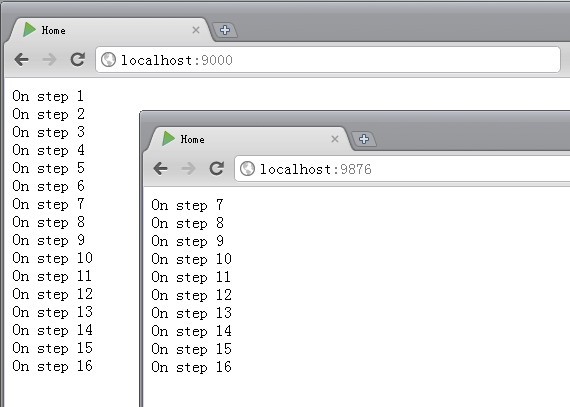 Home
localhost:9000
On step 1
On step 2
On step 3
On step 4
On step 5
On step 6
On step 7
On step 8
On step 9
On step 10
On step 11
On step 12
On step 13
On step 14
On step 15
On step 16
Home
localhost:9876
On step 7
On step 8
On step 9
On step 10
On step 11
On step 12
On step 13
On step 14
On step 15
On step 16